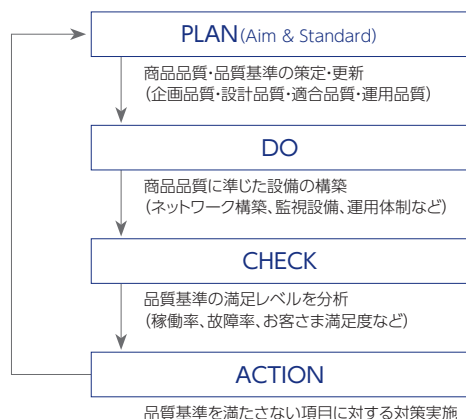 PLAN(Aim & Standard)
商品品質・品質基準の策定・更新
(企画品質・設計品質・適合品質・運用品質)
DO
商品品質に準じた設備の構築
(ネットワーク構築、監視設備、運用体制など)
CHECK
品質基準の満足レベルを分析
(稼働率、故障率、お客さま満足度など)
ACTION
品質基準を満たさない項目に対する対策実施